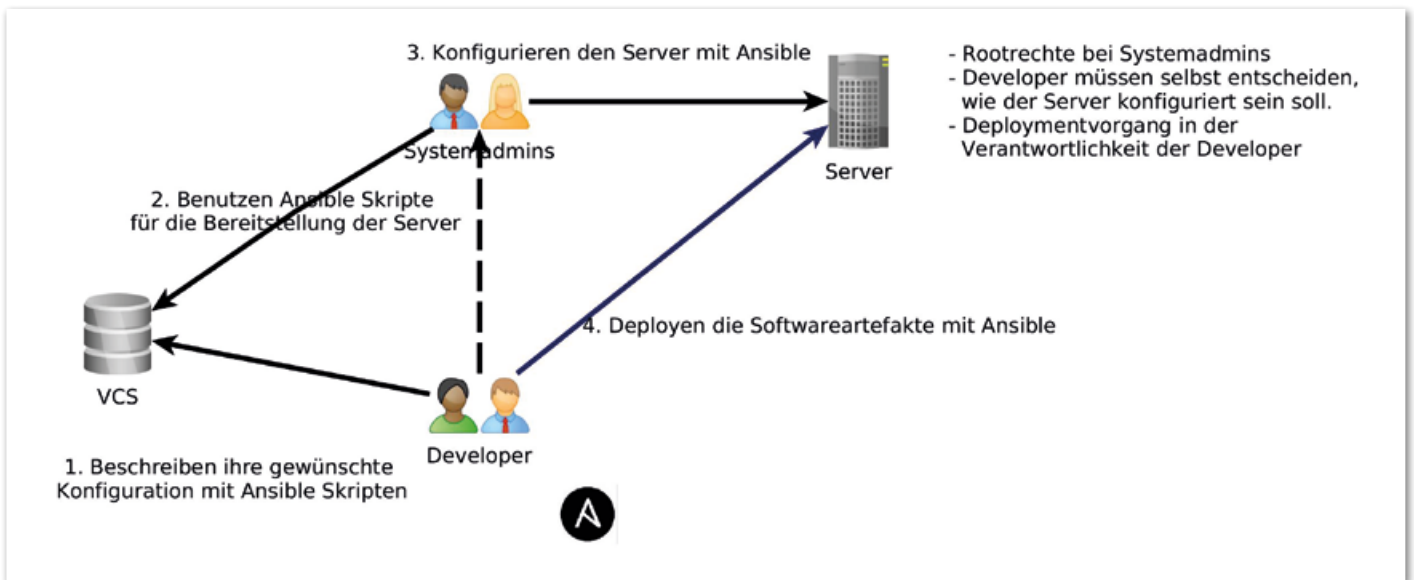 3. Konfigurieren den Server mit Ansible
- Rootrechte bei Systemadmins
- Developer müssen selbst entscheiden,
wie der Server konfiguriert sein soll.
- Deploymentvorgang in der
Verantwortlichkeit der Developer
Systemadmins
Server
2. Benutzen Ansible Skripte
für die Bereitstellung der Server
4. Deployen die Softwareartefakte mit Ansible
VCS
Developer
1. Beschreiben ihre gewünschte
Konfiguration mit Ansible Skripten